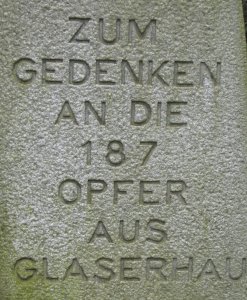 ZUM
GEDENKEN
AN DIE
187
OPFER
AUS
GLASERHAU